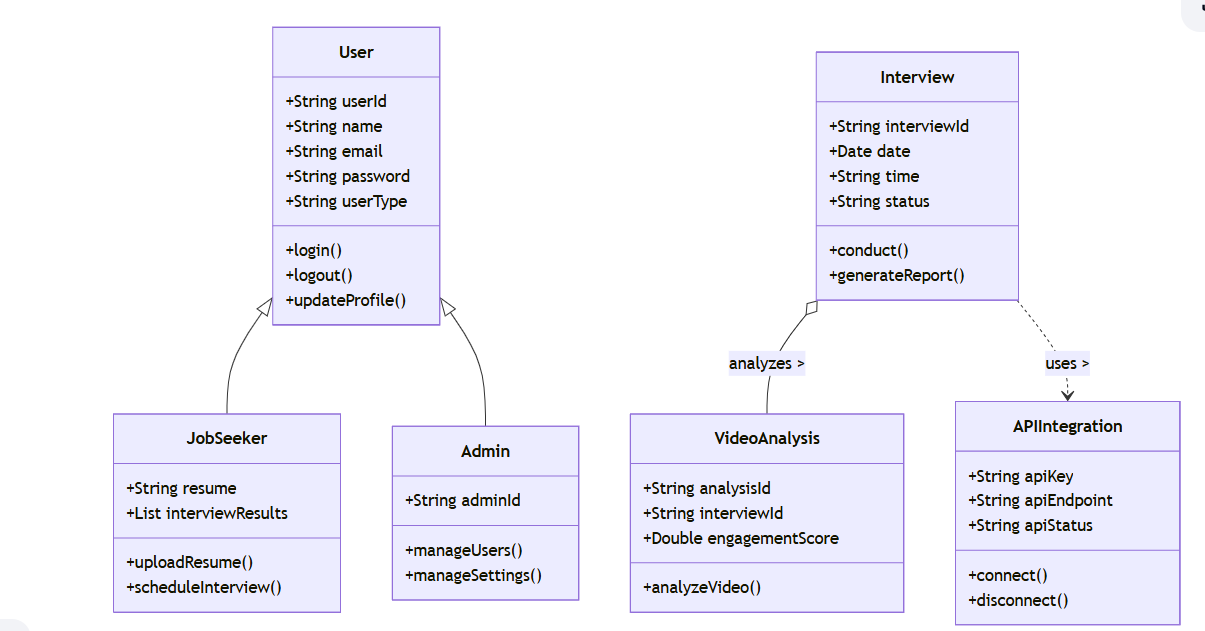 User
+String userId
+String name
+String email
+String password
+String userType
+login()
+logout()
+updateProfile()
Interview
+String interviewId
+Date date
+String time
+String status
+conduct()
+generateReport()
analyzes >
uses >
JobSeeker
+String resume
+List interviewResults
+uploadResume()
+scheduleInterview()
Admin
+String adminId
+manageUsers()
+manageSettings()
VideoAnalysis
+String analysisId
+String interviewId
+Double engagementScore
+analyzeVideo()
APIIntegration
+String apiKey
+String apiEndpoint
+String apiStatus
+connect()
+disconnect()